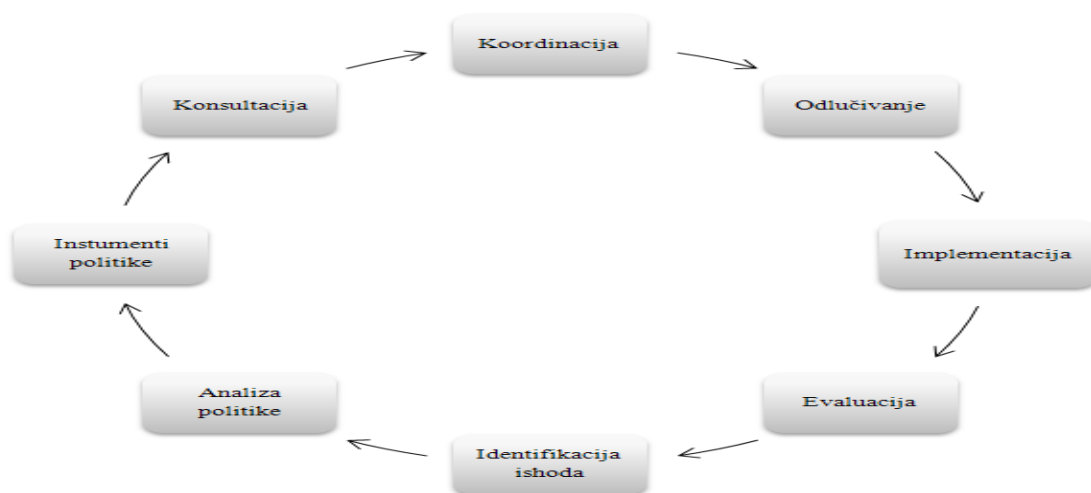 Koordinacija
Odlučivanje
Implementacija
Evaluacija
Identifikacija
ishoda
Analiza
politike
Instumenti
politike
Konsultacija